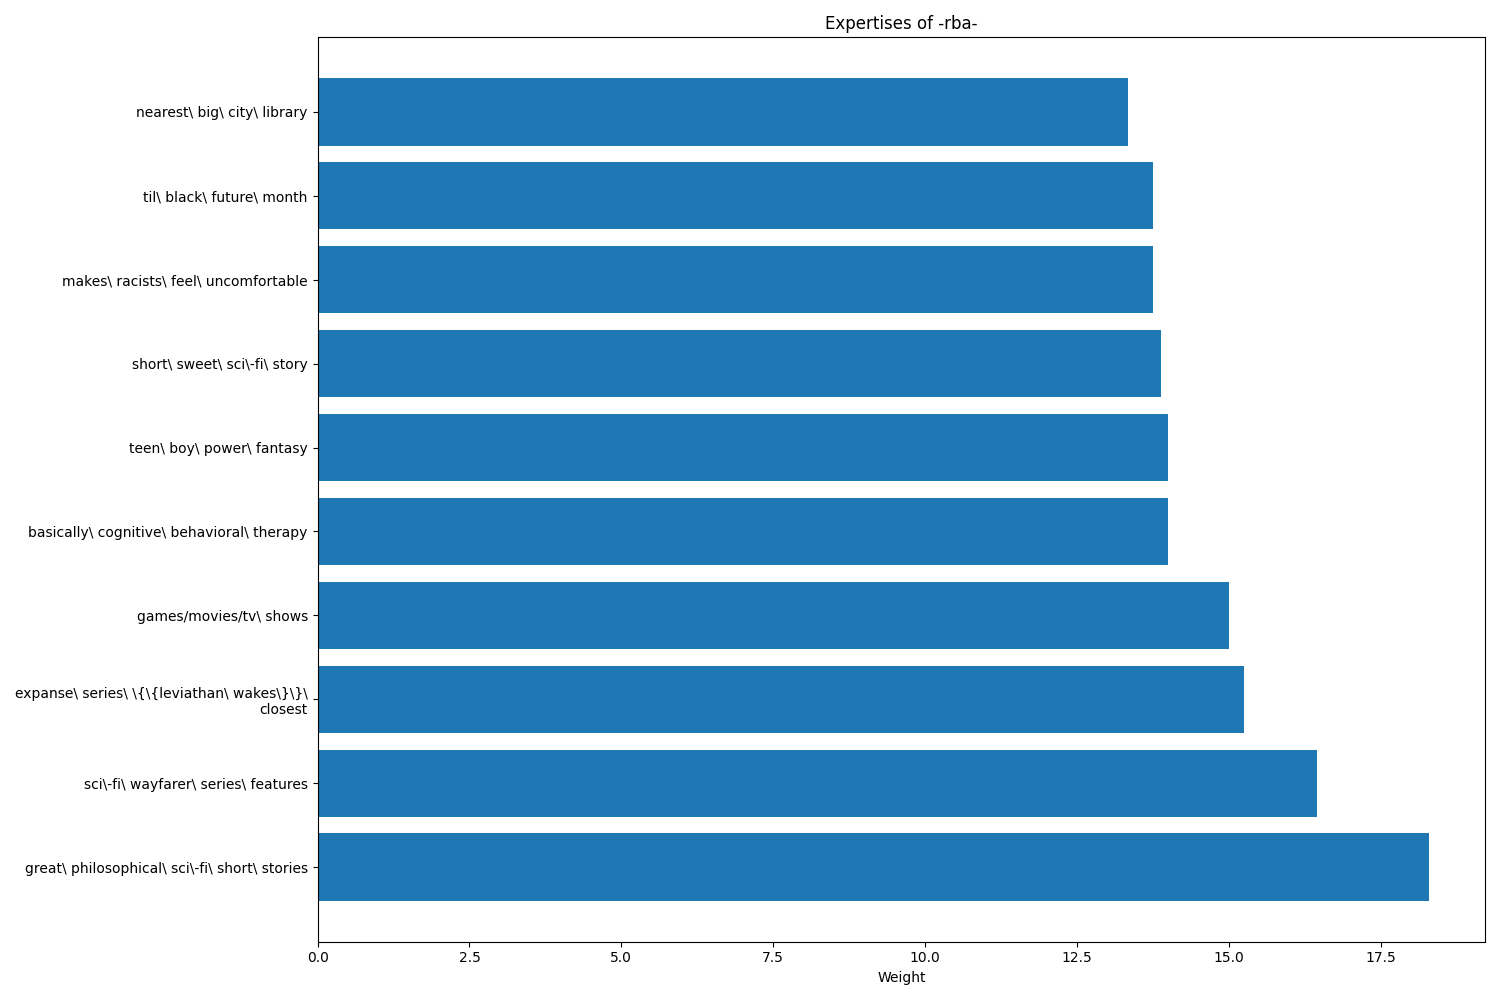 Expertises of -rba-
nearest\ big\ city\ library
til\ black\ future\ month
makes\ racists\ feel\ uncomfortable
short\ sweet\ sci\-fi\ story
teen\ boy\ power\ fantasy
basically\ cognitive\ behavioral\ therapy
games/movies/tv\ shows
expanse\ series\ \{\{leviathan\ wakes\}\}\
closest
sci\-fi\ wayfarer\ series\ features
great\ philosophical\ sci\-fi\ short\ stories
0.0 2.5 5.0 7.5 10.0 12.5 15.0 17.5
Weight